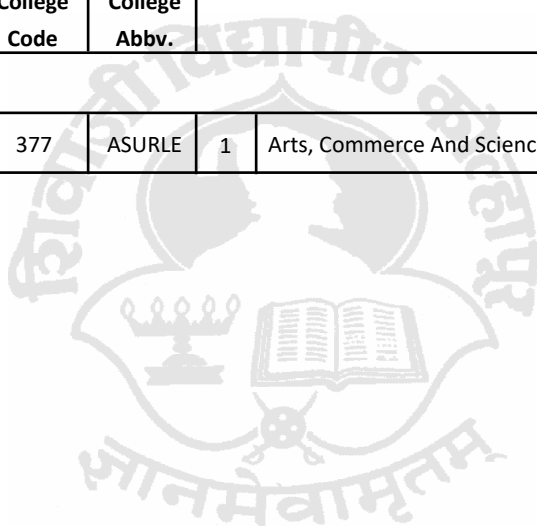 College College
Code Abbv.
377 ASURLE 1 Arts, Commerce And Scienc
शिवाजी विद्यापीठ कोल्हापूर
ज्ञानमेवामृतम्